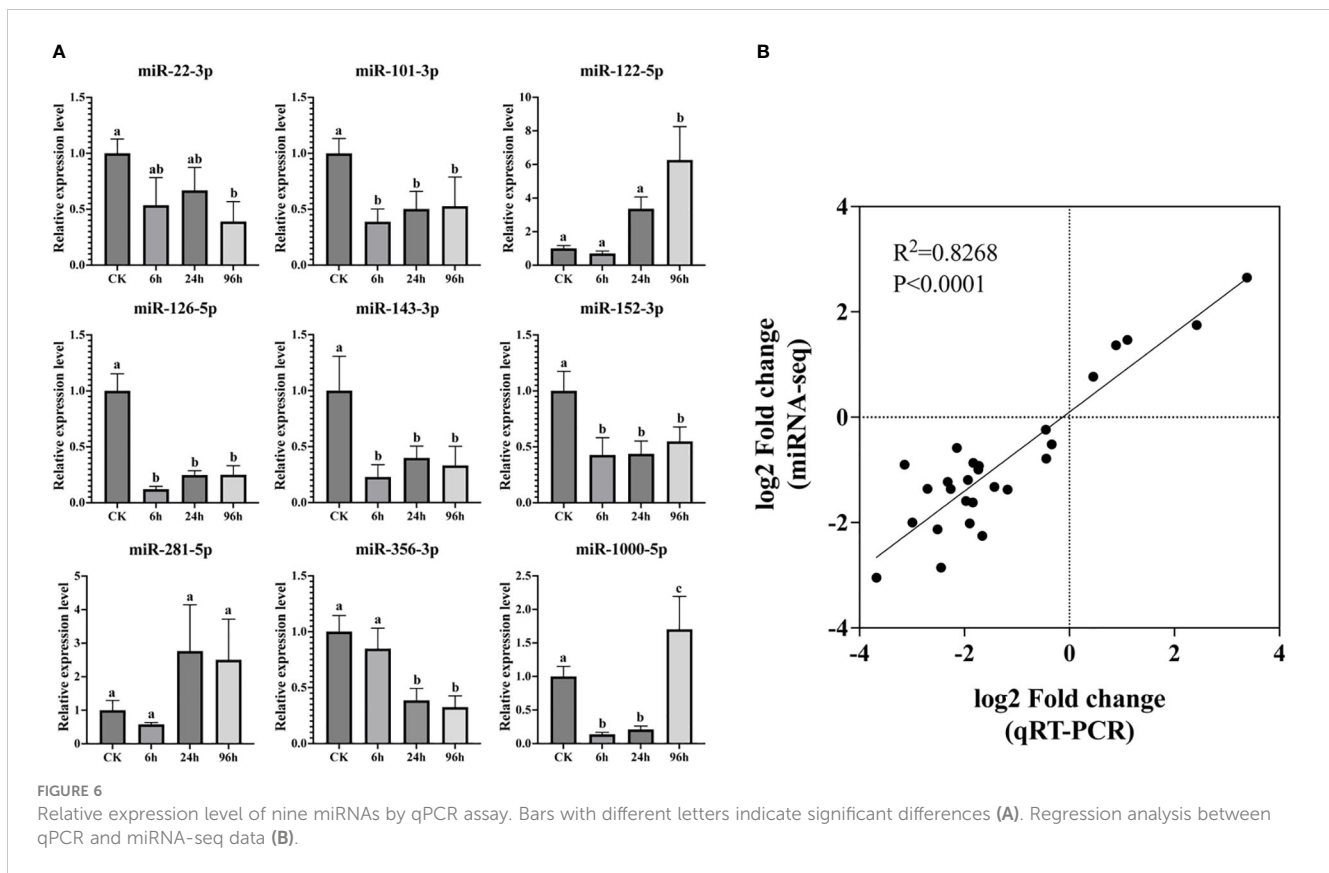 A
miR-22-3p
Relative expression level
1.5
1.0
0.5
0.0
a
ab
ab
b
CK 6h 24h 96h
miR-101-3p
Relative expression level
1.5
1.0
0.5
0.0
a
b
b
b
CK 6h 24h 96h
miR-122-5p
Relative expression level
10
8
6
4
2
0
a
a
a
b
CK 6h 24h 96h
miR-126-5p
Relative expression level
1.5
1.0
0.5
0.0
a
b
b
b
CK 6h 24h 96h
miR-143-3p
Relative expression level
1.5
1.0
0.5
0.0
a
b
b
b
CK 6h 24h 96h
miR-152-3p
Relative expression level
1.5
1.0
0.5
0.0
a
b
b
b
CK 6h 24h 96h
miR-281-5p
Relative expression level
5
4
3
2
1
0
a
a
a
a
CK 6h 24h 96h
miR-356-3p
Relative expression level
1.5
1.0
0.5
0.0
a
a
b
b
CK 6h 24h 96h
miR-1000-5p
Relative expression level
2.5
2.0
1.5
1.0
0.5
0.0
a
b
b
c
CK 6h 24h 96h
B
R²=0.8268
P<0.0001
log2 Fold change
(miRNA-seq)
4
2
0
-2
-4
-4 -2 0 2 4
log2 Fold change
(qRT-PCR)
FIGURE 6
Relative expression level of nine miRNAs by qPCR assay. Bars with different letters indicate significant differences (A). Regression analysis between
qPCR and miRNA-seq data (B).